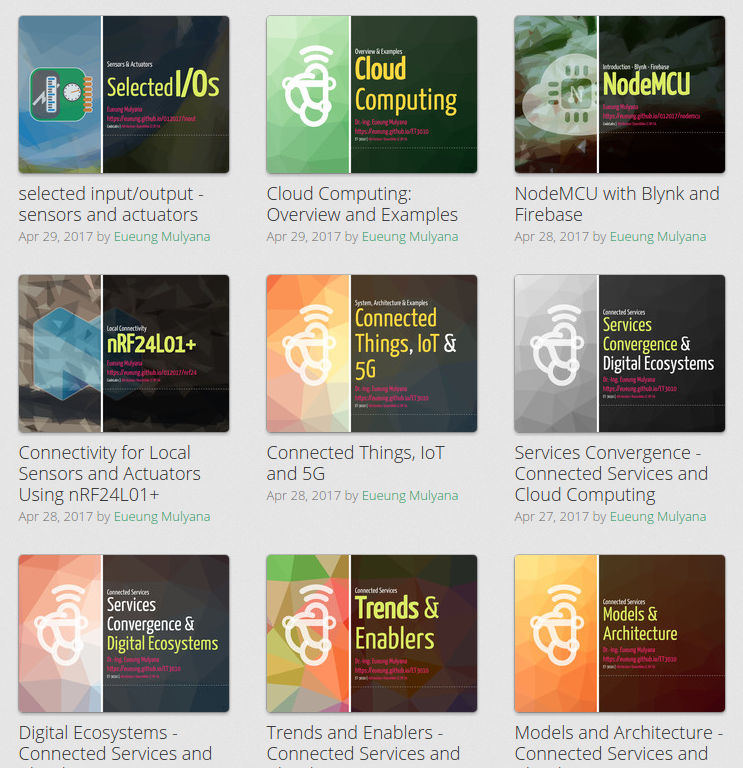 Sensors & Actuators
Selected I/Os
Eueung Mulyana
https://eueung.github.io/012017/inout
selected input/output -
sensors and actuators
Apr 29, 2017 by Eueung Mulyana
Overview & Examples
Cloud
Computing
Dr.-Ing. Eueung Mulyana
https://eueung.github.io/ET3010
Cloud Computing:
Overview and Examples
Apr 29, 2017 by Eueung Mulyana
Introduction - Blynk - Firebase
NodeMCU
Eueung Mulyana
https://eueung.github.io/012017/nodemcu
NodeMCU with Blynk and
Firebase
Apr 28, 2017 by Eueung Mulyana
Local Connectivity
nRF24L01+
Eueung Mulyana
https://eueung.github.io/012017/nrf24
Connectivity for Local
Sensors and Actuators
Using nRF24L01+
Apr 28, 2017 by Eueung Mulyana
System, Architecture & Examples
Connected
Things, IoT &
5G
Dr.-Ing. Eueung Mulyana
https://eueung.github.io/ET3010
Connected Things, IoT
and 5G
Apr 28, 2017 by Eueung Mulyana
Connected Services
Services
Convergence &
Digital Ecosystems
Dr.-Ing. Eueung Mulyana
https://eueung.github.io/ET3010
Services Convergence -
Connected Services and
Cloud Computing
Apr 27, 2017 by Eueung Mulyana
Connected Services
Services
Convergence &
Digital Ecosystems
Dr.-Ing. Eueung Mulyana
https://eueung.github.io/ET3010
Digital Ecosystems -
Connected Services and
Connected Services
Trends &
Enablers
Dr.-Ing. Eueung Mulyana
https://eueung.github.io/ET3010
Trends and Enablers -
Connected Services and
Connected Services
Models &
Architecture
Dr.-Ing. Eueung Mulyana
https://eueung.github.io/ET3010
Models and Architecture -
Connected Services and